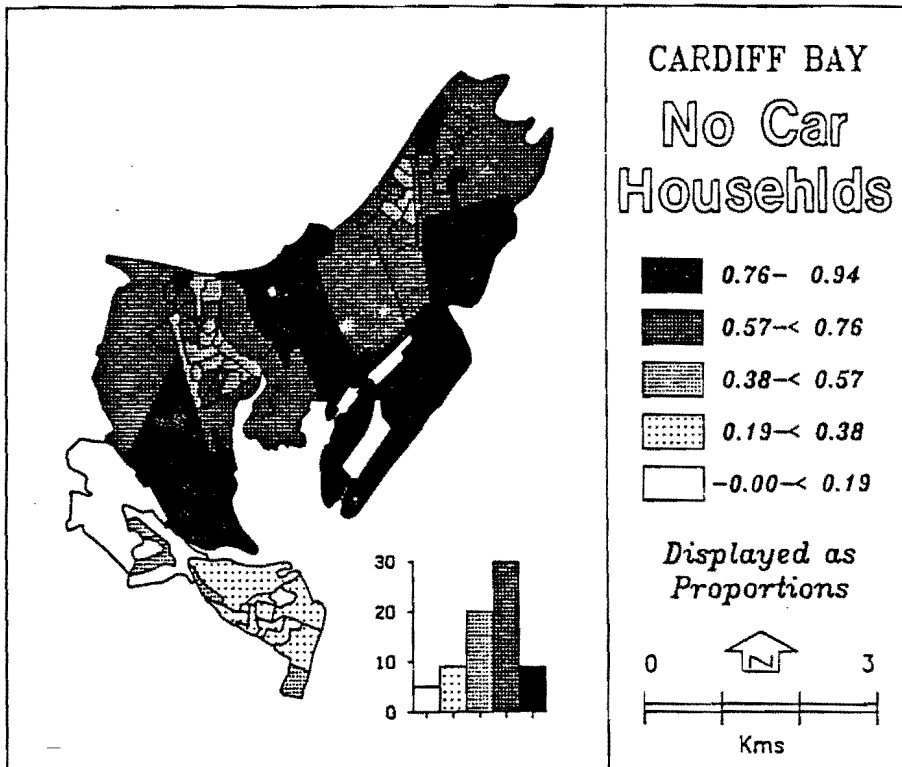 CARDIFF BAY
No Car
Househlds
0.76- 0.94
0.57-< 0.76
0.38-< 0.57
0.19-< 0.38
-0.00-< 0.19
Displayed as
Proportions
N
0 3
Kms
30
20
10
0